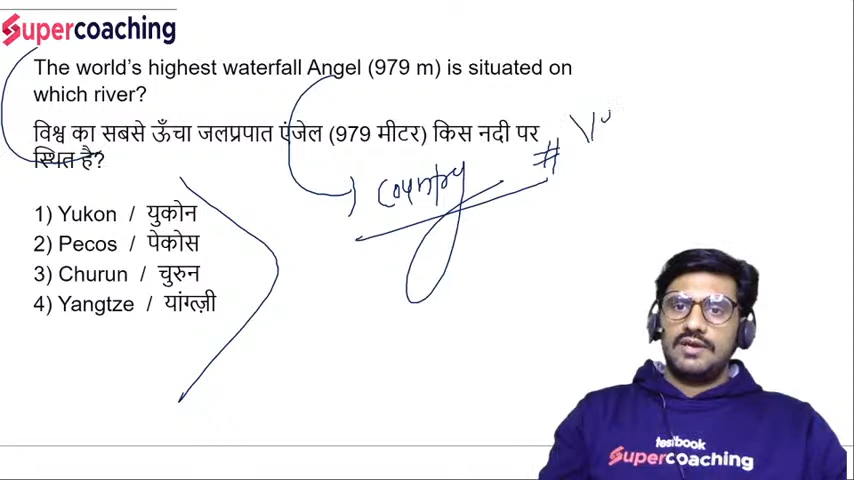 Supercoaching
The world's highest waterfall Angel (979 m) is situated on
which river?
विश्व का सबसे ऊँचा जलप्रपात एंजेल (979 मीटर) किस नदी पर
स्थित है?
Country
#
1) Yukon / युकोन
2) Pecos / पेकोस
3) Churun / चुरुन
4) Yangtze / यांगत्ज़ी
testbook
Supercoaching